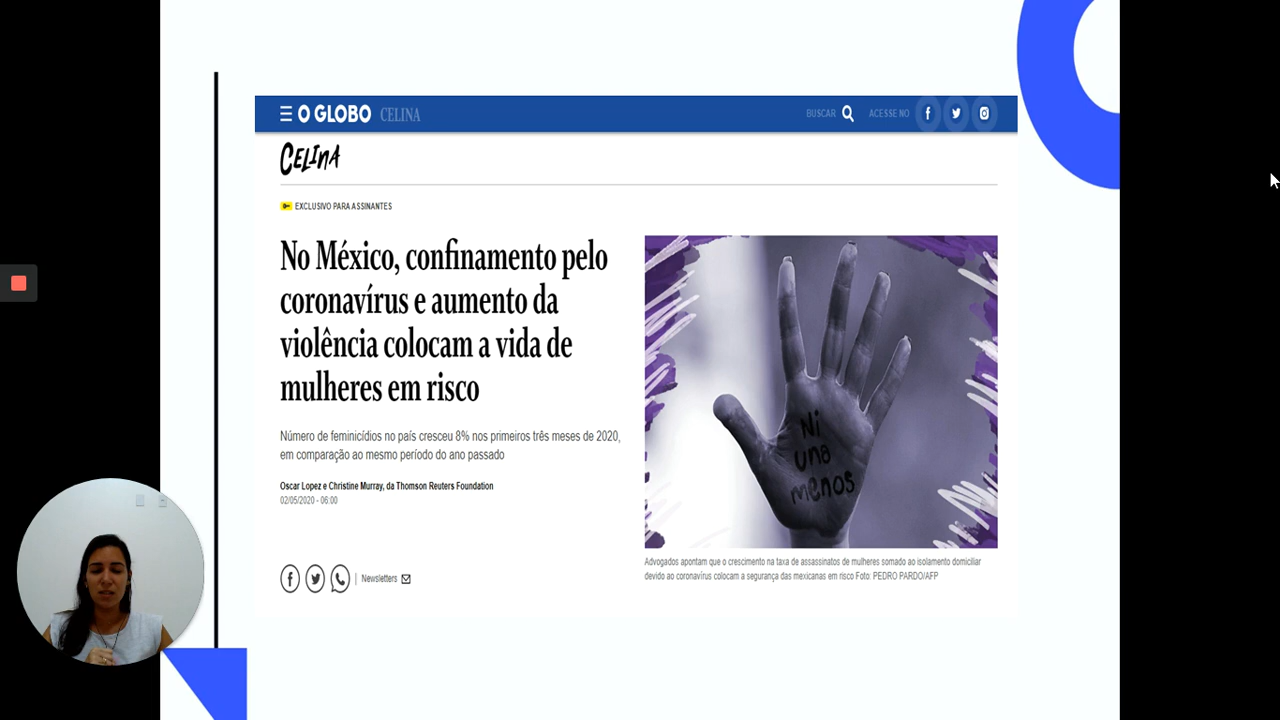 O GLOBO CELINA BUSCAR ACESSE NO
CELINA
EXCLUSIVO PARA ASSINANTES
No México, confinamento pelo
coronavírus e aumento da
violência colocam a vida de
mulheres em risco
Número de feminicídios no país cresceu 8% nos primeiros três meses de 2020,
em comparação ao mesmo período do ano passado
Oscar Lopez e Christine Murray, da Thomson Reuters Foundation
02/05/2020 - 06:00
Newsletters
Ni
una
menos
Advogados apontam que o crescimento na taxa de assassinatos de mulheres somado ao isolamento domiciliar
devido ao coronavírus colocam a segurança das mexicanas em risco Foto: PEDRO PARDO/AFP